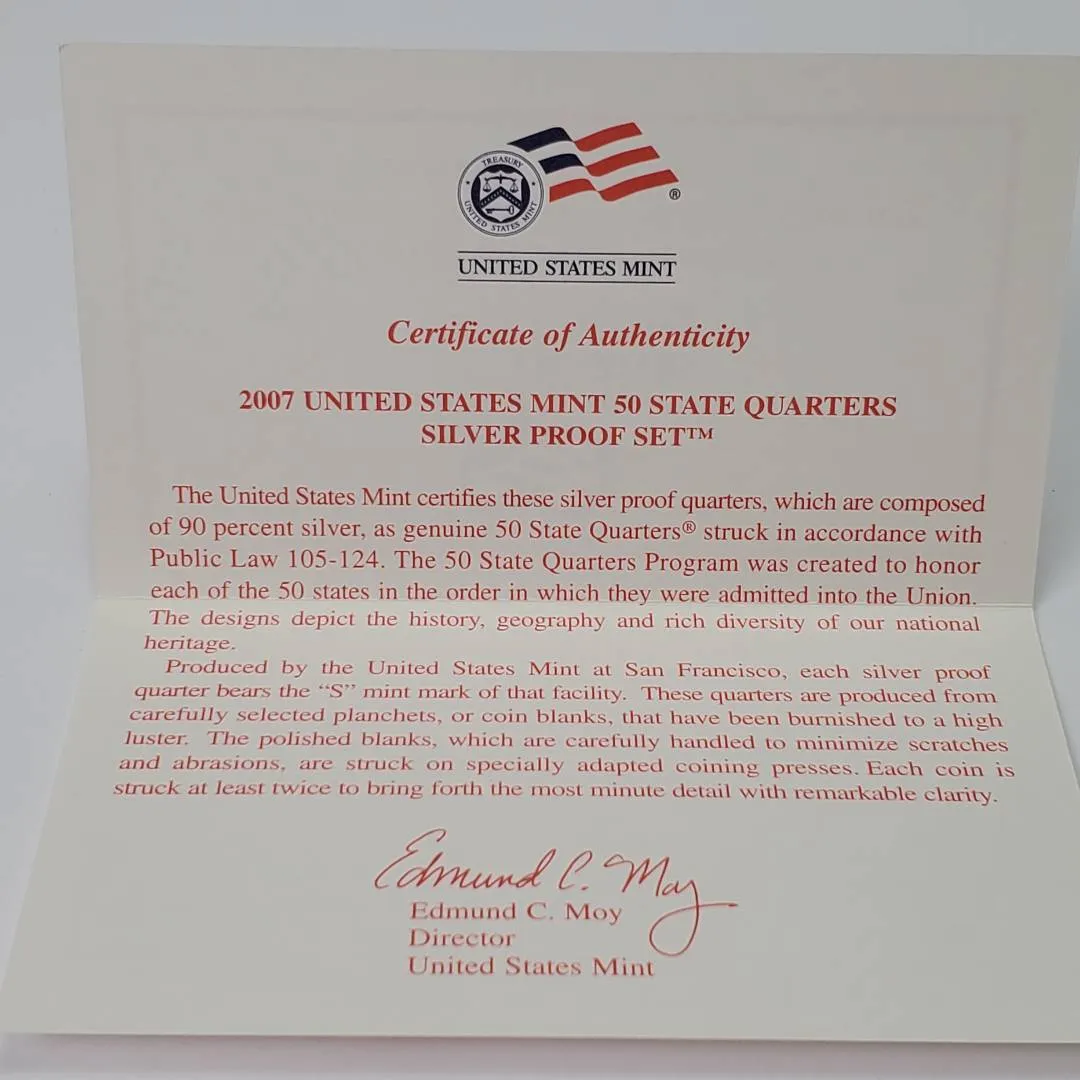 TREASURY
UNITED STATES MINT
®
UNITED STATES MINT
Certificate of Authenticity
2007 UNITED STATES MINT 50 STATE QUARTERS
SILVER PROOF SET™
The United States Mint certifies these silver proof quarters, which are composed
of 90 percent silver, as genuine 50 State Quarters® struck in accordance with
Public Law 105-124. The 50 State Quarters Program was created to honor
each of the 50 states in the order in which they were admitted into the Union.
The designs depict the history, geography and rich diversity of our national
heritage.
Produced by the United States Mint at San Francisco, each silver proof
quarter bears the “S” mint mark of that facility. These quarters are produced from
carefully selected planchets, or coin blanks, that have been burnished to a high
luster. The polished blanks, which are carefully handled to minimize scratches
and abrasions, are struck on specially adapted coining presses. Each coin is
struck at least twice to bring forth the most minute detail with remarkable clarity.
Edmund C. Moy
Edmund C. Moy
Director
United States Mint